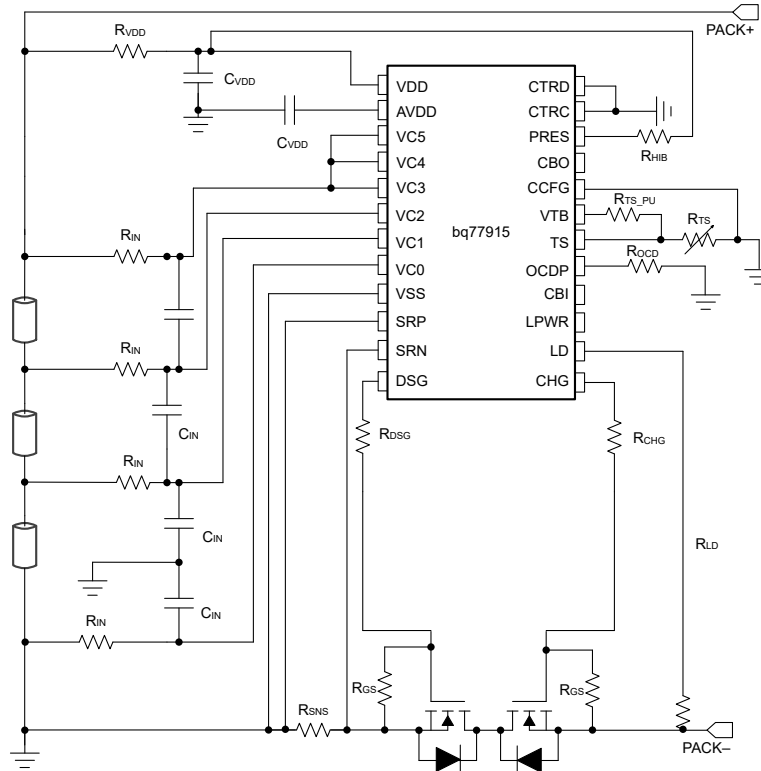 PACK+
RVDD
CVDD
CVDD
VDD
AVDD
VC5
VC4
VC3
VC2
VC1
VC0
VSS
SRP
SRN
DSG
bq77915
CTRD
CTRC
PRES
CBO
CCFG
VTB
TS
OCDP
CBI
LPWR
LD
CHG
RHIB
RTS_PU
RTS
ROCD
RIN
RIN
CIN
RIN
CIN
CIN
RIN
RDSG
RCHG
RLD
RGS
RGS
RSNS
PACK–